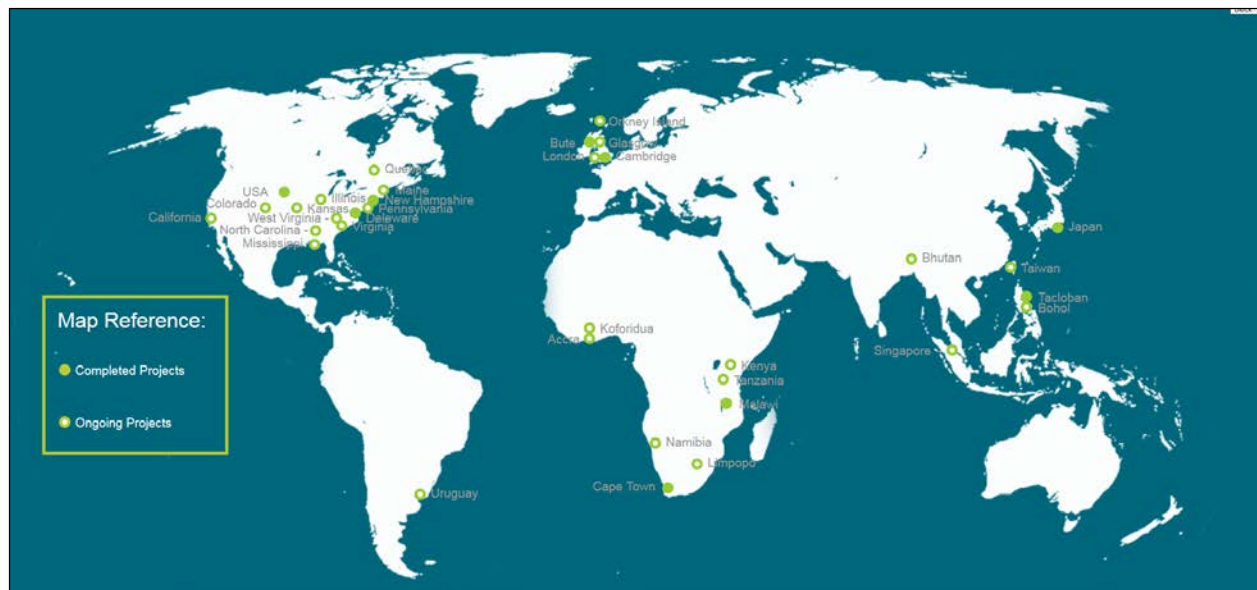 Orkney Island
Bute
Glasgow
London
Cambridge
Quebec
USA
Maine
Illinois
New Hampshire
Colorado
Kansas
Pennsylvania
California
West Virginia -
Delaware
North Carolina -
Virginia
Mississippi
Japan
Bhutan
Taiwan
Tacloban
Bohol
Map Reference:
Koforidua
Accra
Singapore
Completed Projects
Kenya
Tanzania
Malawi
Ongoing Projects
Namibia
Limpopo
Cape Town
Uruguay